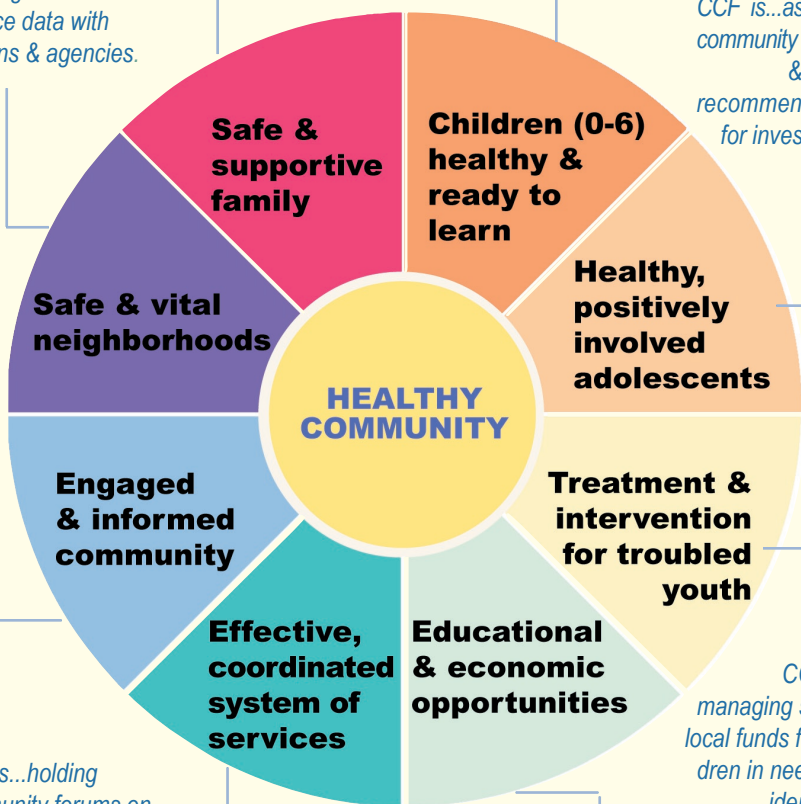 ce data with
ns & agencies.
CCF is...as
community
&
recommen
for inves
Safe &
supportive
family
Children (0-6)
healthy &
ready to
learn
Safe & vital
neighborhoods
Healthy,
positively
involved
adolescents
HEALTHY
COMMUNITY
Engaged
& informed
community
Treatment &
intervention
for troubled
youth
Effective,
coordinated
system of
services
Educational
& economic
opportunities
CC
managing s
local funds f
dren in nee
iden
s...holding